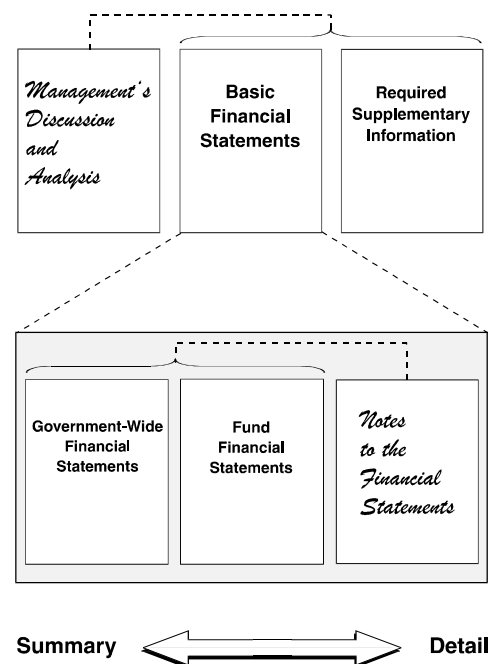 Management's
Discussion
and
Analysis
Basic
Financial
Statements
Required
Supplementary
Information
Government-Wide
Financial
Statements
Fund
Financial
Statements
Notes
to the
Financial
Statements
Summary
Detail